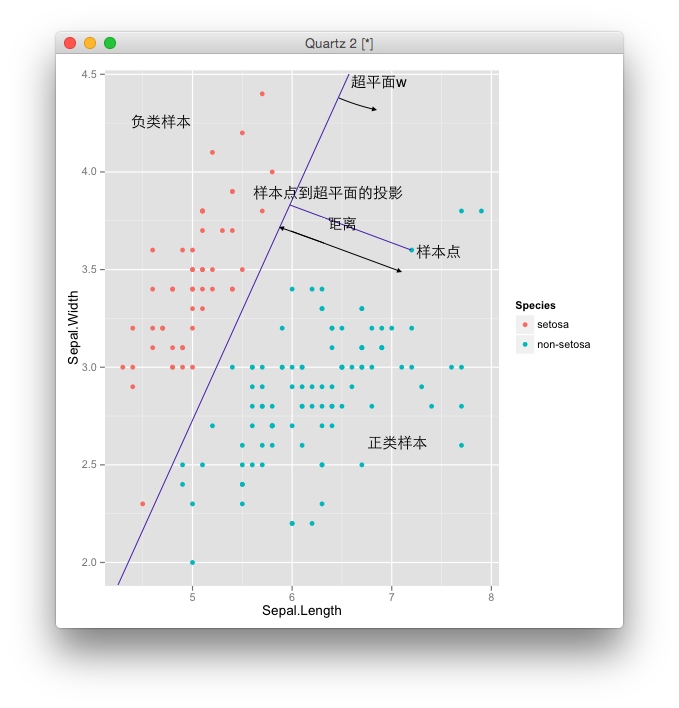 Quartz 2 [*]
4.5
超平面w
负类样本
4.0
样本点到超平面的投影
距离
样本点
3.5
Species
setosa
non-setosa
Sepal.Width
3.0
正类样本
2.5
2.0
5
6
7
8
Sepal.Length